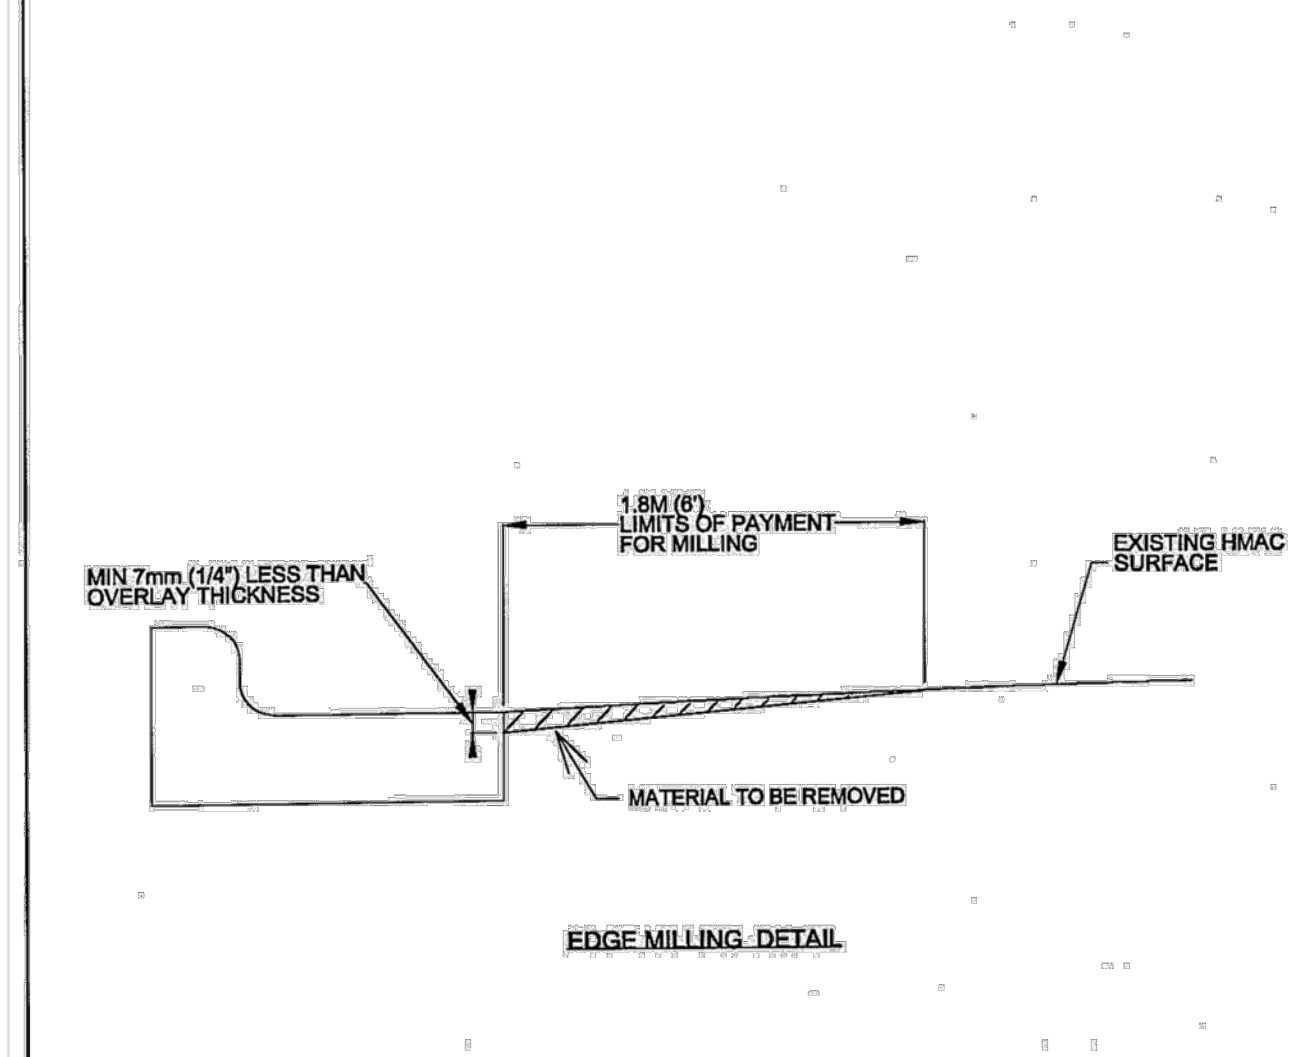 1.8M (6')
LIMITS OF PAYMENT
FOR MILLING
EXISTING HMAC
SURFACE
MIN 7mm (1/4") LESS THAN
OVERLAY THICKNESS
MATERIAL TO BE REMOVED
EDGE MILLING DETAIL